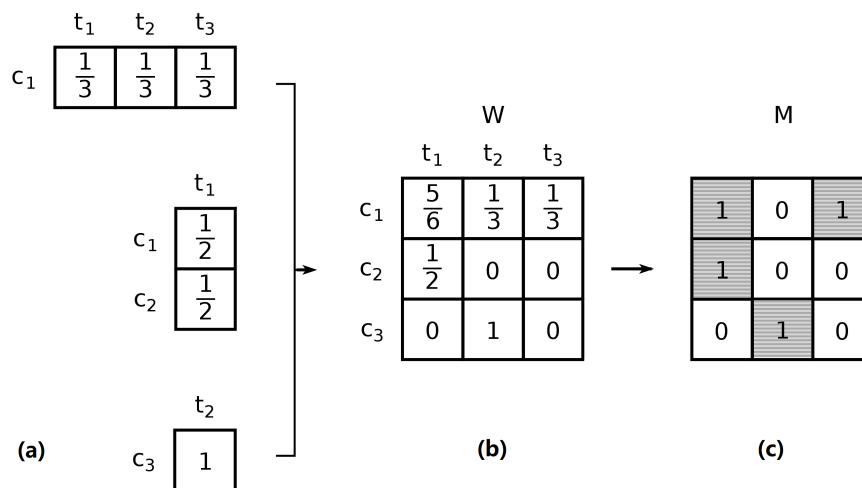 t₁ t₂ t₃
c₁ 1/3 1/3 1/3
t₁
c₁ 1/2
c₂ 1/2
t₂
c₃ 1
(a)
W
t₁ t₂ t₃
c₁ 5/6 1/3 1/3
c₂ 1/2 0 0
c₃ 0 1 0
(b)
M
1 0 1
1 0 0
0 1 0
(c)